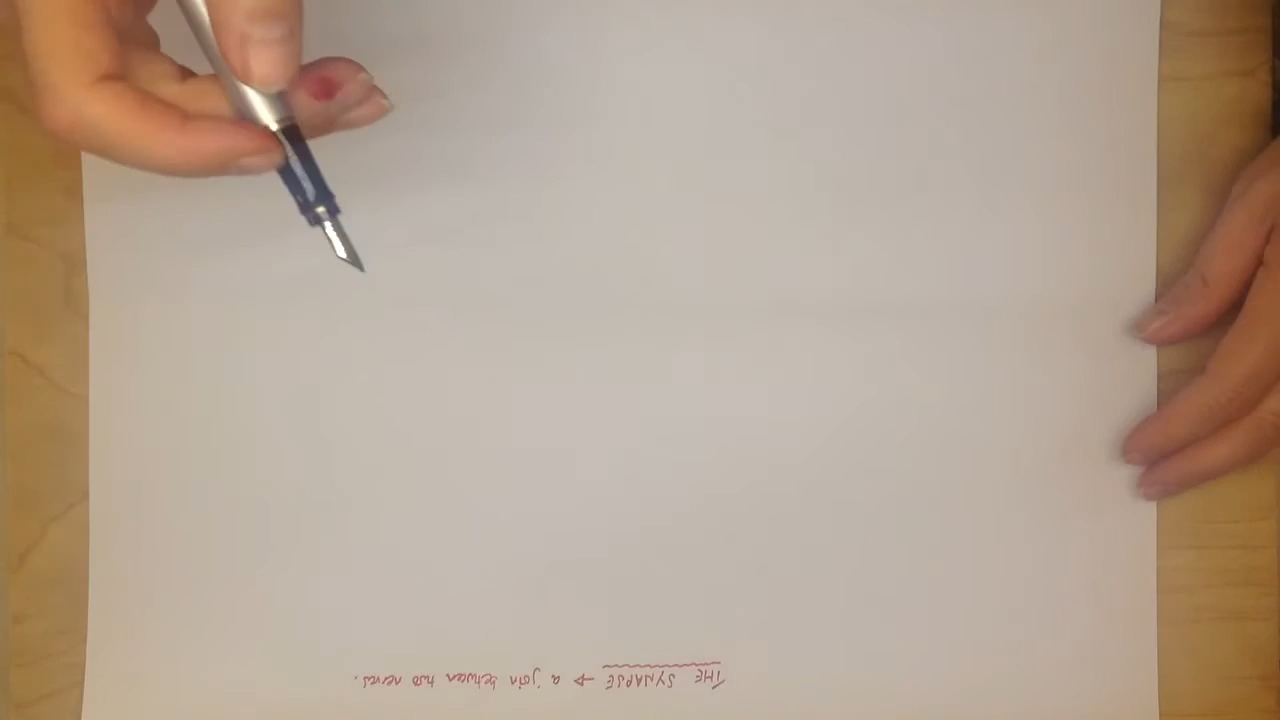 THE SYNAPSE → a join between two nerves.